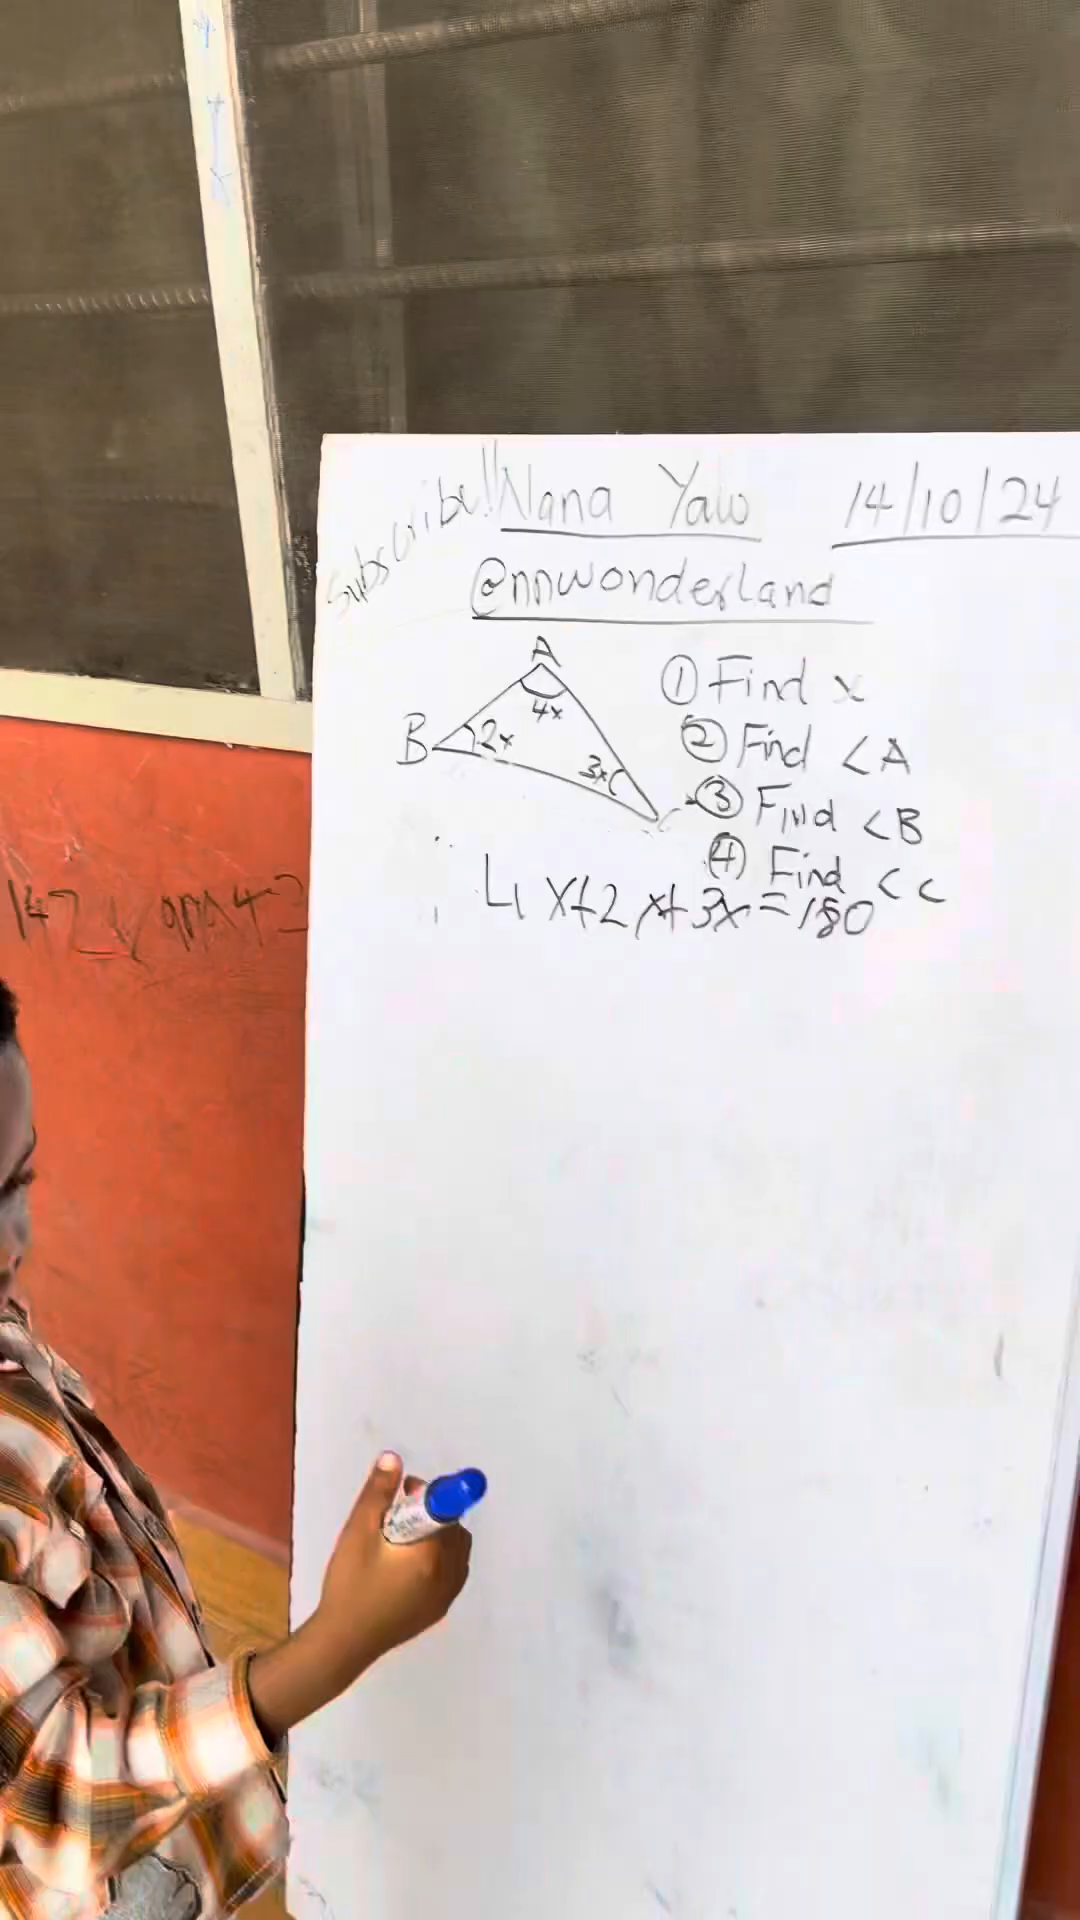 Subscribe!!
Nana Yaw 14/10/24
@nnwonderland
A
4x
B 2x
3x
C
① Find x
② Find <A
③ Find <B
④ Find <C
4x+2x+3x=180